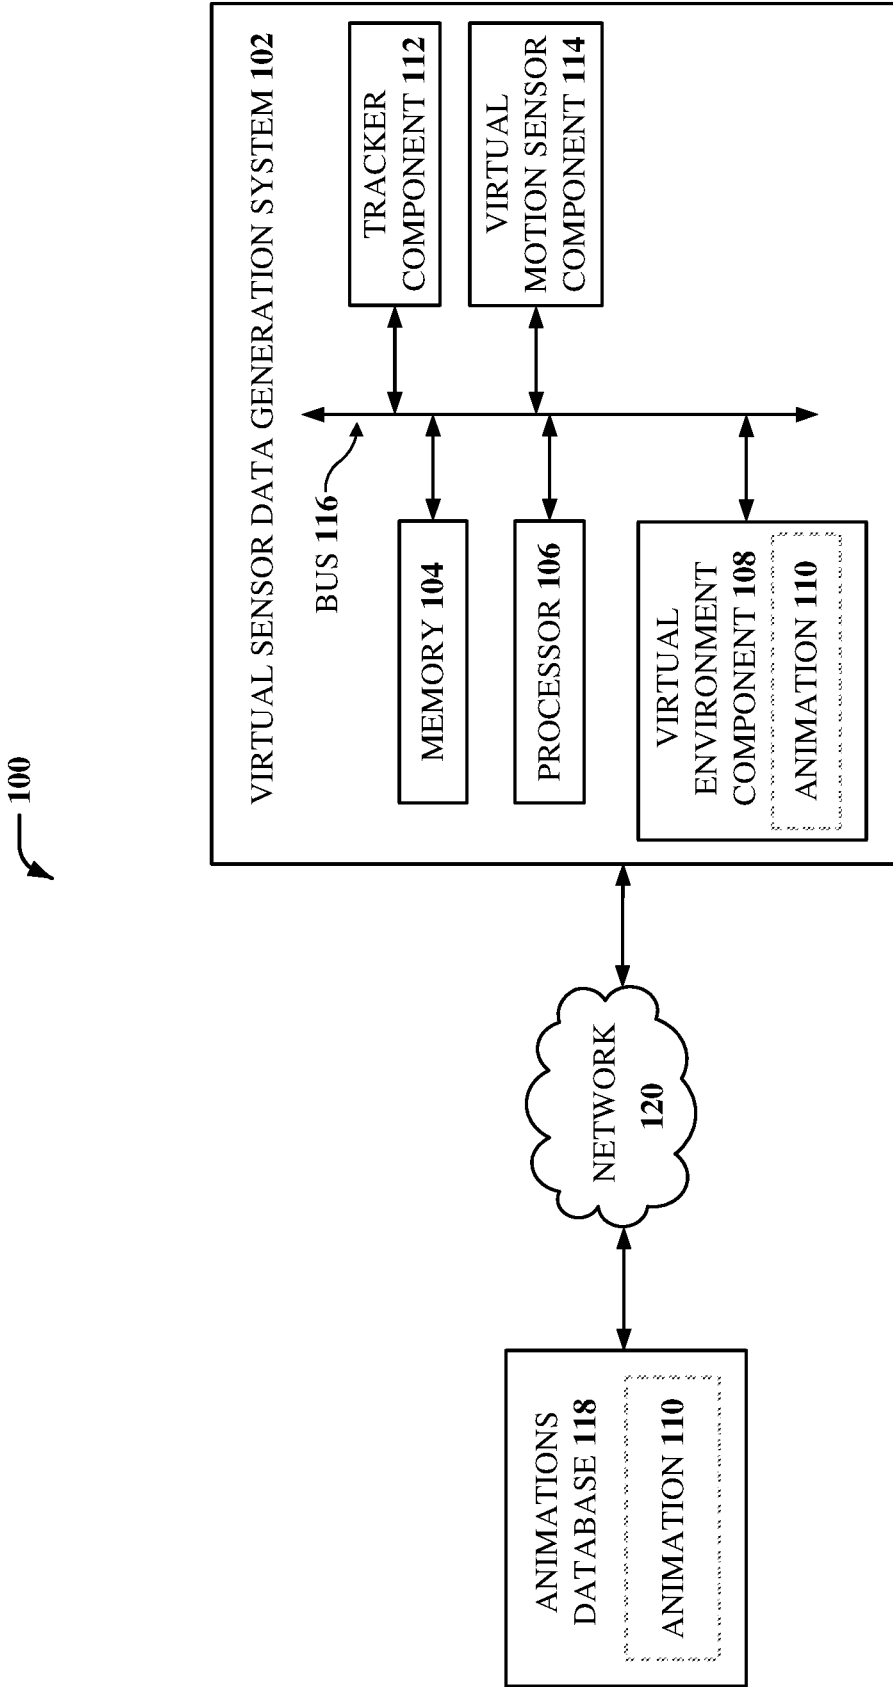 100
VIRTUAL SENSOR DATA GENERATION SYSTEM 102
BUS 116
MEMORY 104
PROCESSOR 106
VIRTUAL
ENVIRONMENT
COMPONENT 108
ANIMATION 110
TRACKER
COMPONENT 112
VIRTUAL
MOTION SENSOR
COMPONENT 114
NETWORK
120
ANIMATIONS
DATABASE 118
ANIMATION 110